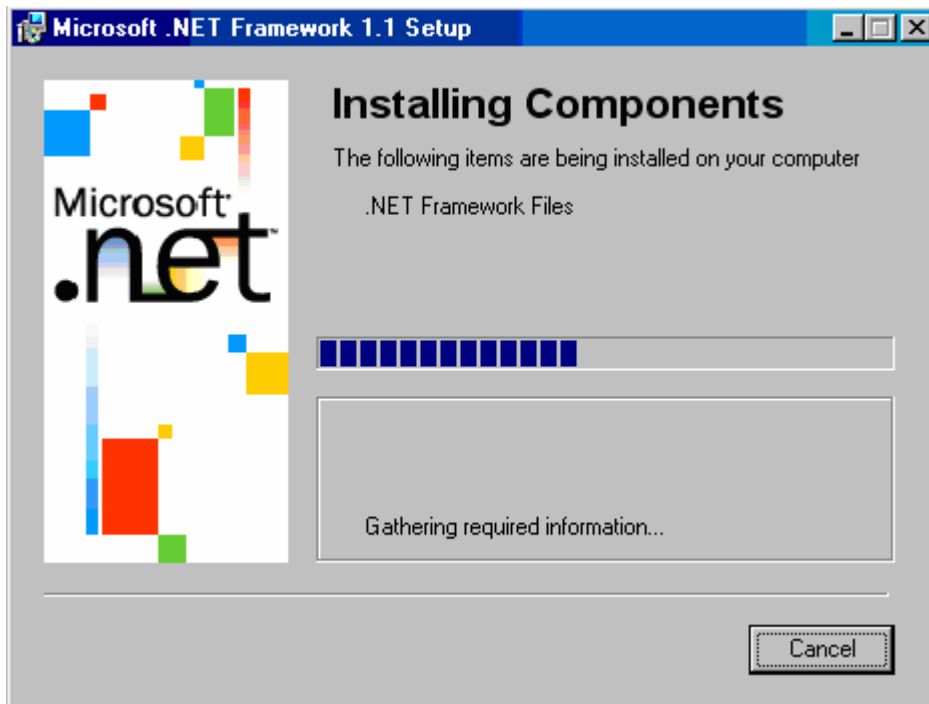 Microsoft .NET Framework 1.1 Setup
Installing Components
The following items are being installed on your computer
.NET Framework Files
Microsoft
.net™
Gathering required information...
Cancel